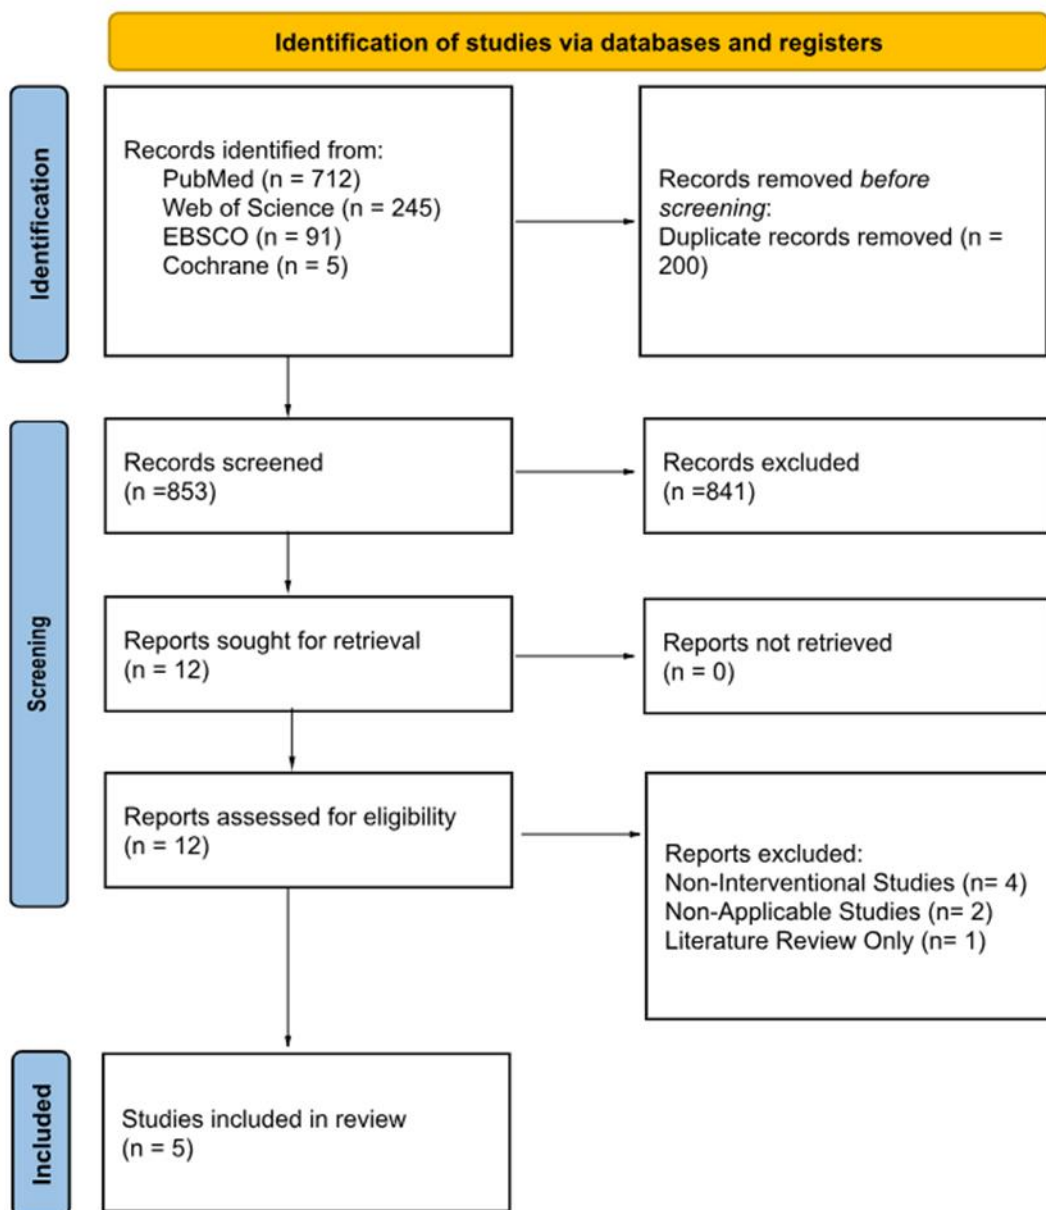 Identification of studies via databases and registers
Identification
Records identified from:
PubMed (n = 712)
Web of Science (n = 245)
EBSCO (n = 91)
Cochrane (n = 5)
Records removed before
screening:
Duplicate records removed (n =
200)
Screening
Records screened
(n =853)
Records excluded
(n =841)
Reports sought for retrieval
(n = 12)
Reports not retrieved
(n = 0)
Reports assessed for eligibility
(n = 12)
Reports excluded:
Non-Interventional Studies (n= 4)
Non-Applicable Studies (n= 2)
Literature Review Only (n= 1)
Included
Studies included in review
(n = 5)